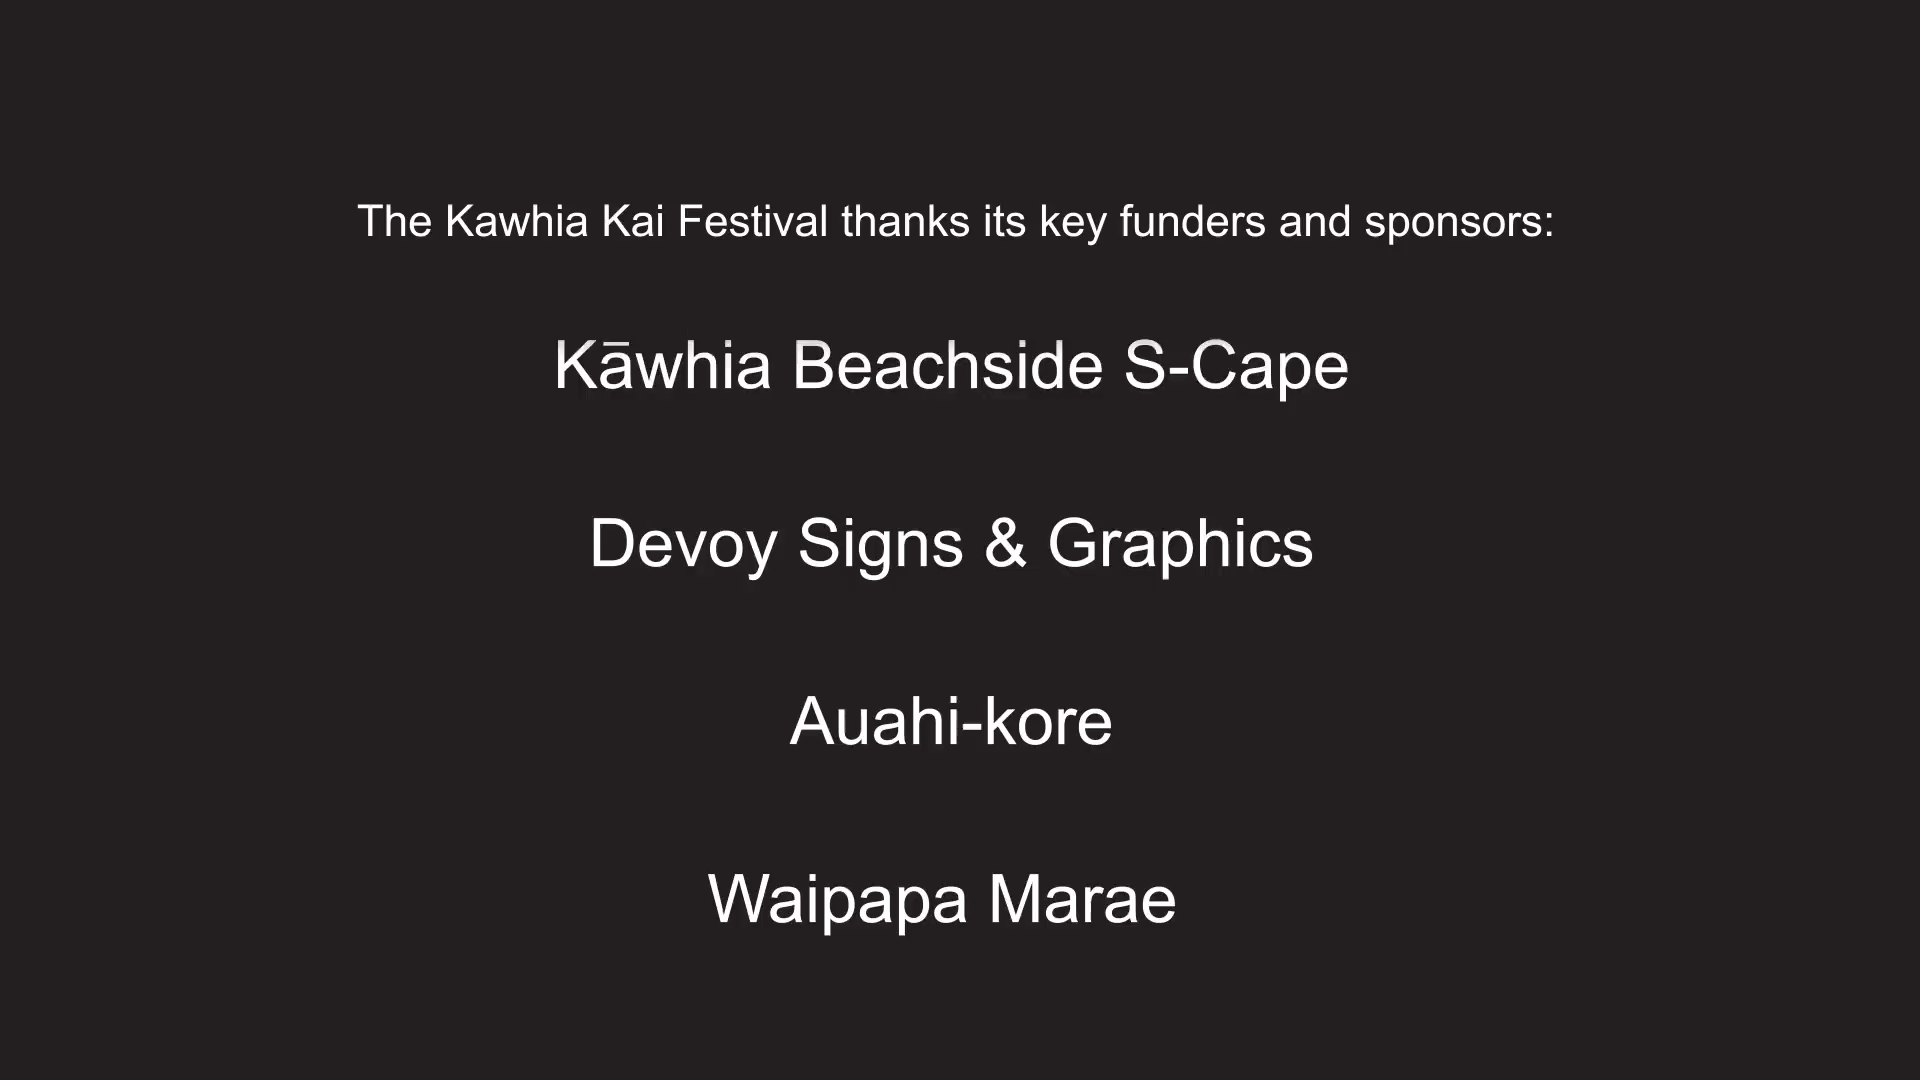 The Kawhia Kai Festival thanks its key funders and sponsors:
Kāwhia Beachside S-Cape
Devoy Signs & Graphics
Auahi-kore
Waipapa Marae